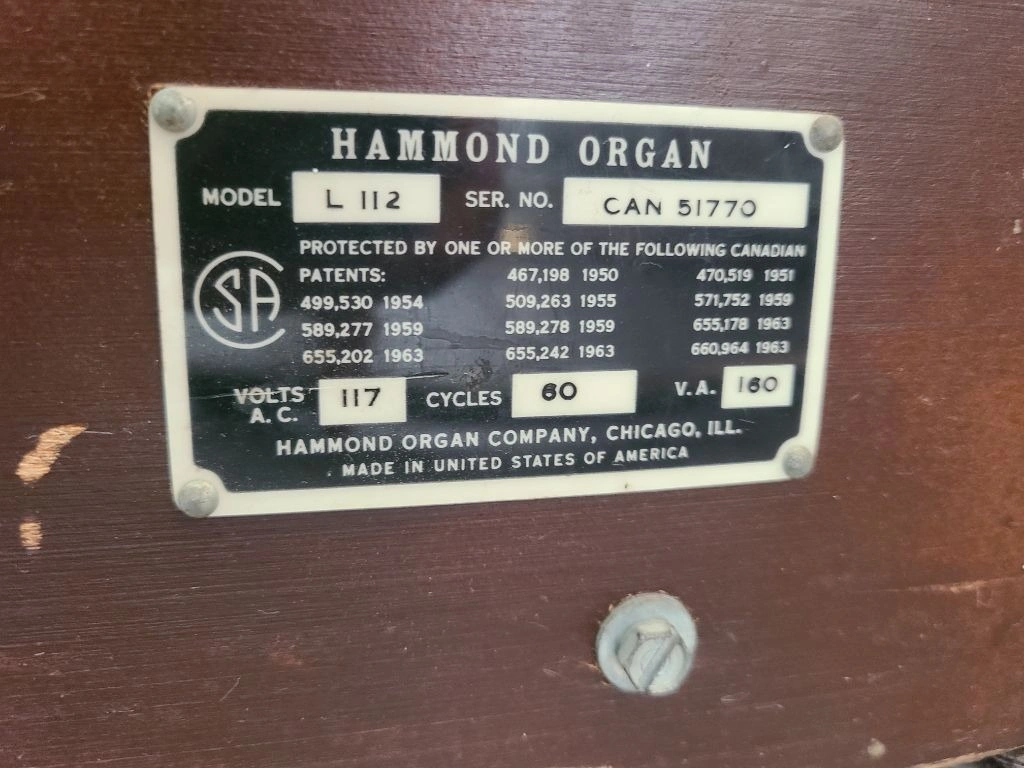 HAMMOND ORGAN
MODEL L 112 SER. NO. CAN 51770
PROTECTED BY ONE OR MORE OF THE FOLLOWING CANADIAN
PATENTS: 467,198 1950 470,519 1951
499,530 1954 509,263 1955 571,752 1959
589,277 1959 589,278 1959 655,178 1963
655,202 1963 655,242 1963 660,964 1963
CSA
VOLTS A.C. 117 CYCLES 60 V.A. 160
HAMMOND ORGAN COMPANY, CHICAGO, ILL.
MADE IN UNITED STATES OF AMERICA